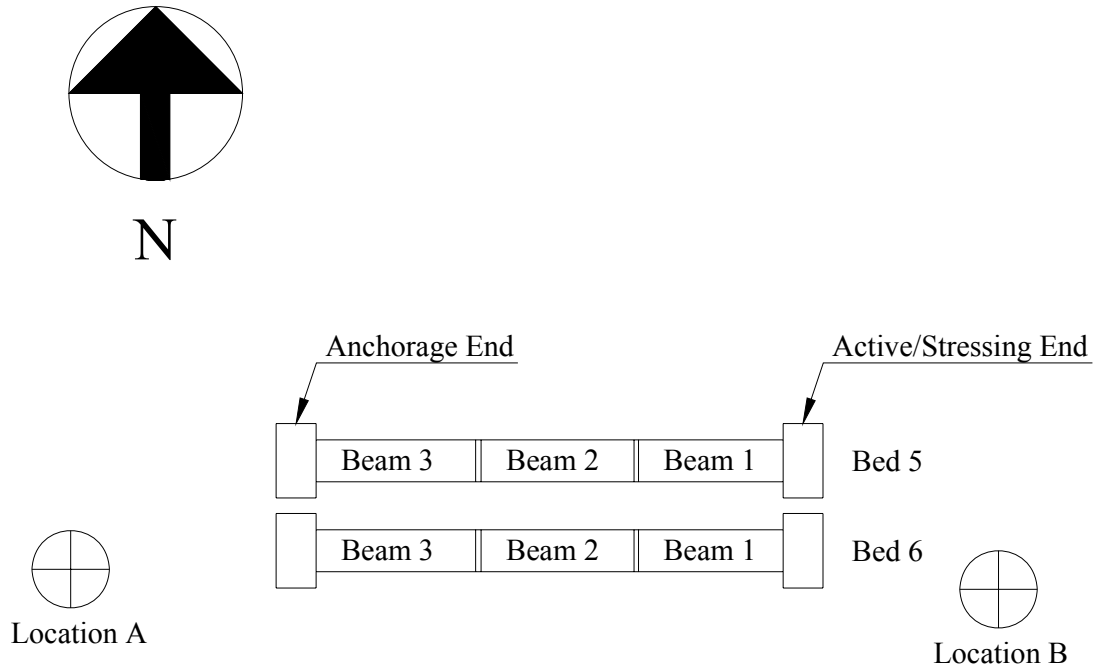 N
Anchorage End
Active/Stressing End
Beam 3
Beam 2
Beam 1
Bed 5
Beam 3
Beam 2
Beam 1
Bed 6
Location A
Location B